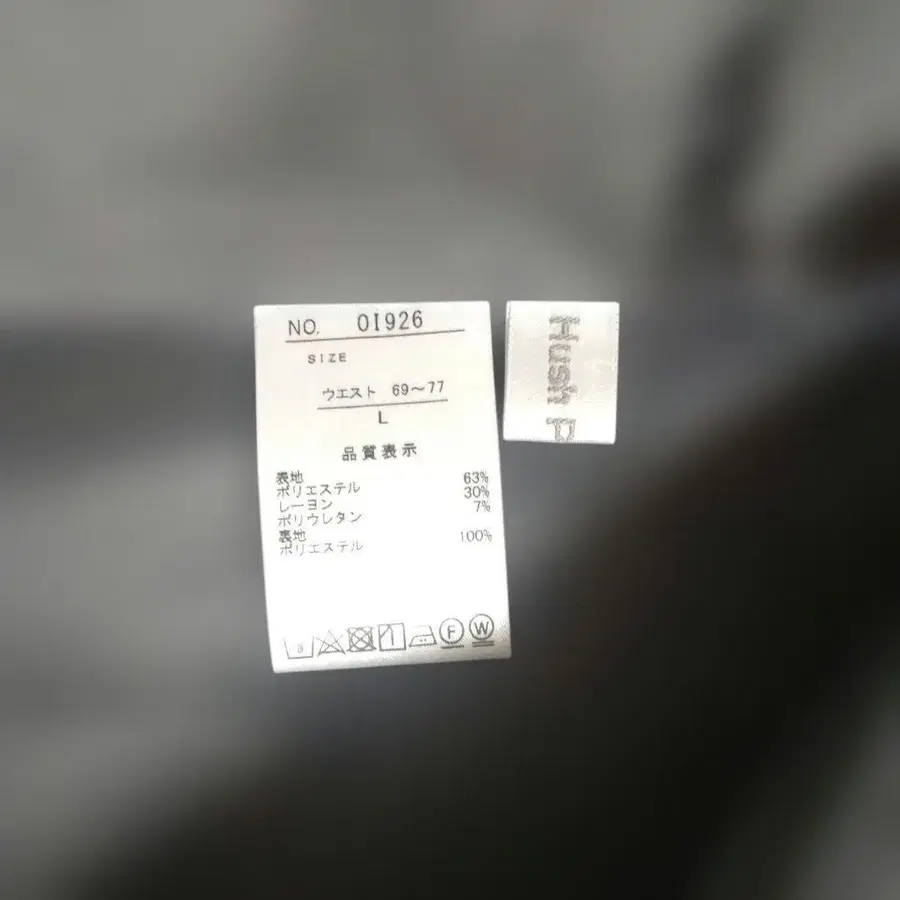 NO. 01926
SIZE
ウエスト 69～77
L
品質表示
表地
ポリエステル 63%
レーヨン 30%
ポリウレタン 7%
表地
ポリエステル 100%
F W
Hush P